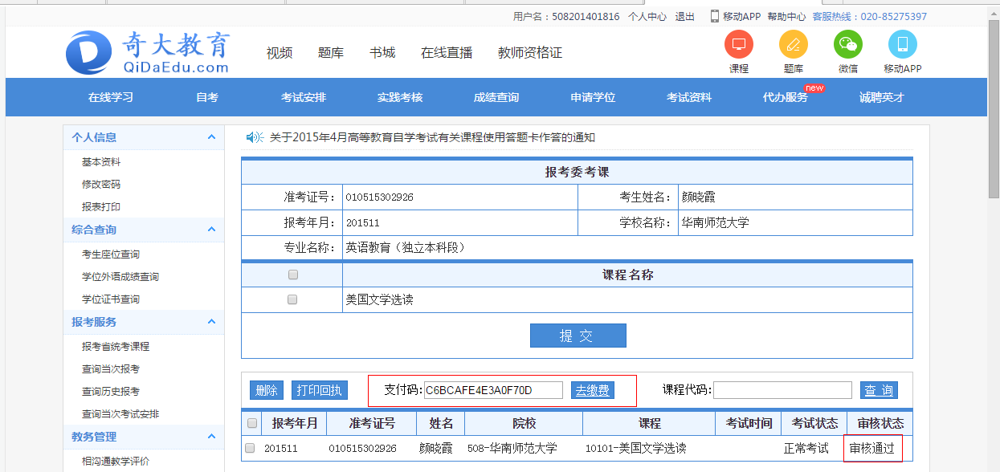 用户名：508201401816 个人中心 退出 移动APP 帮助中心 客服热线：020-85275397
奇大教育
QiDaEdu.com
视频 题库 书城 在线直播 教师资格证
课程 题库 微信 移动APP
new
在线学习 自考 考试安排 实践考核 成绩查询 申请学位 考试资料 代办服务 诚聘英才
个人信息
基本资料
修改密码
报表打印
综合查询
考生座位查询
学位外语成绩查询
学位证书查询
报考服务
报考省统考课程
查询当次报考
查询历史报考
查询当次考试安排
教务管理
相沟通教学评价
关于2015年4月高等教育自学考试有关课程使用答题卡作答的通知
报考委考课
准考证号： 010515302926 考生姓名： 颜晓霞
报考年月： 201511 学校名称： 华南师范大学
专业名称： 英语教育（独立本科段）
课程名称
美国文学选读
提 交
删除 打印回执 支付码: C6BCAFE4E3A0F70D 去缴费 课程代码: 查 询
报考年月 准考证号 姓名 院校 课程 考试时间 考试状态 审核状态
201511 010515302926 颜晓霞 508-华南师范大学 10101-美国文学选读 正常考试 审核通过